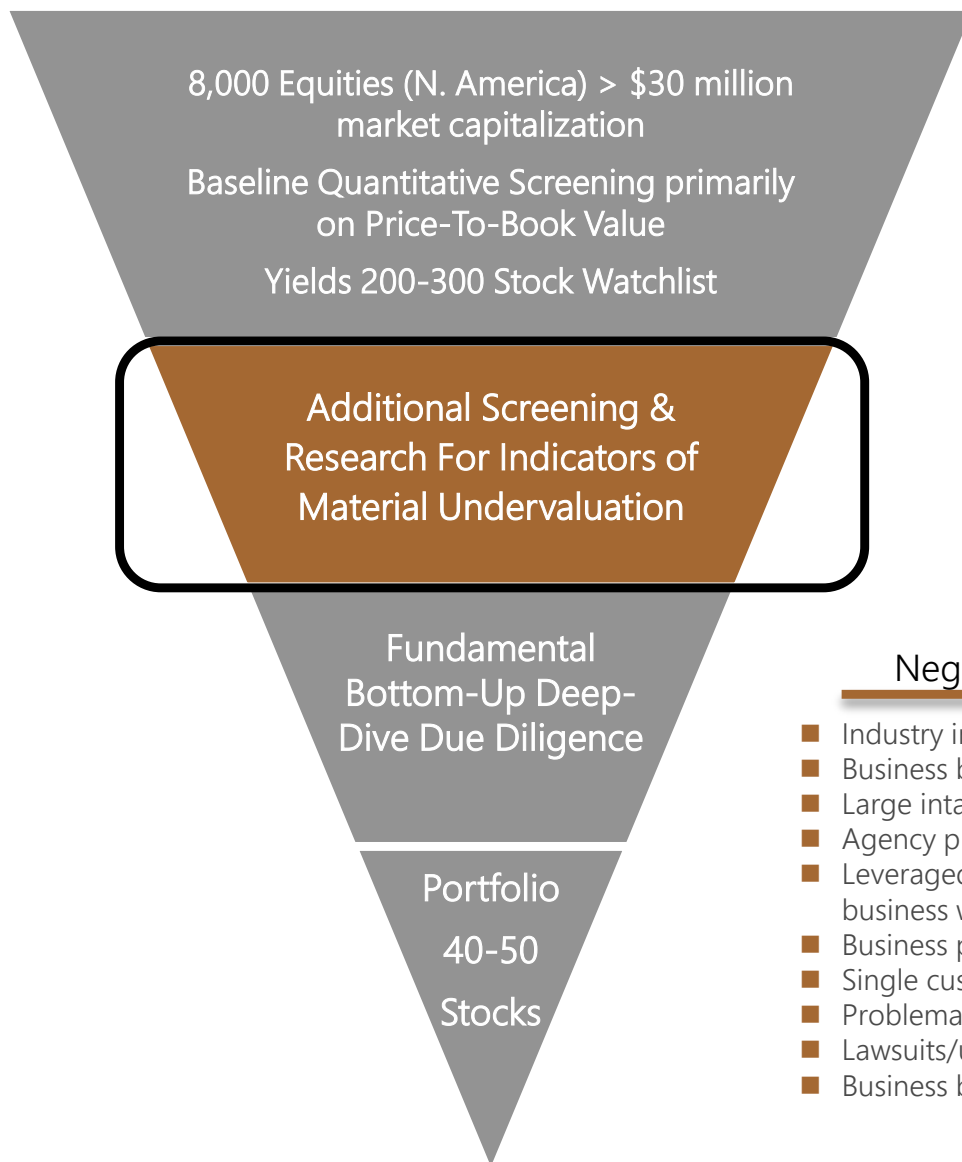 8,000 Equities (N. America) > $30 million
market capitalization
Baseline Quantitative Screening primarily
on Price-To-Book Value
Yields 200-300 Stock Watchlist
Additional Screening &
Research For Indicators of
Material Undervaluation
Fundamental
Bottom-Up Deep-
Dive Due Diligence
Portfolio
40-50
Stocks
Neg
Industry
Business
Large
Agency
Leveraged
business
Business
Single
Lawsuits/
Business